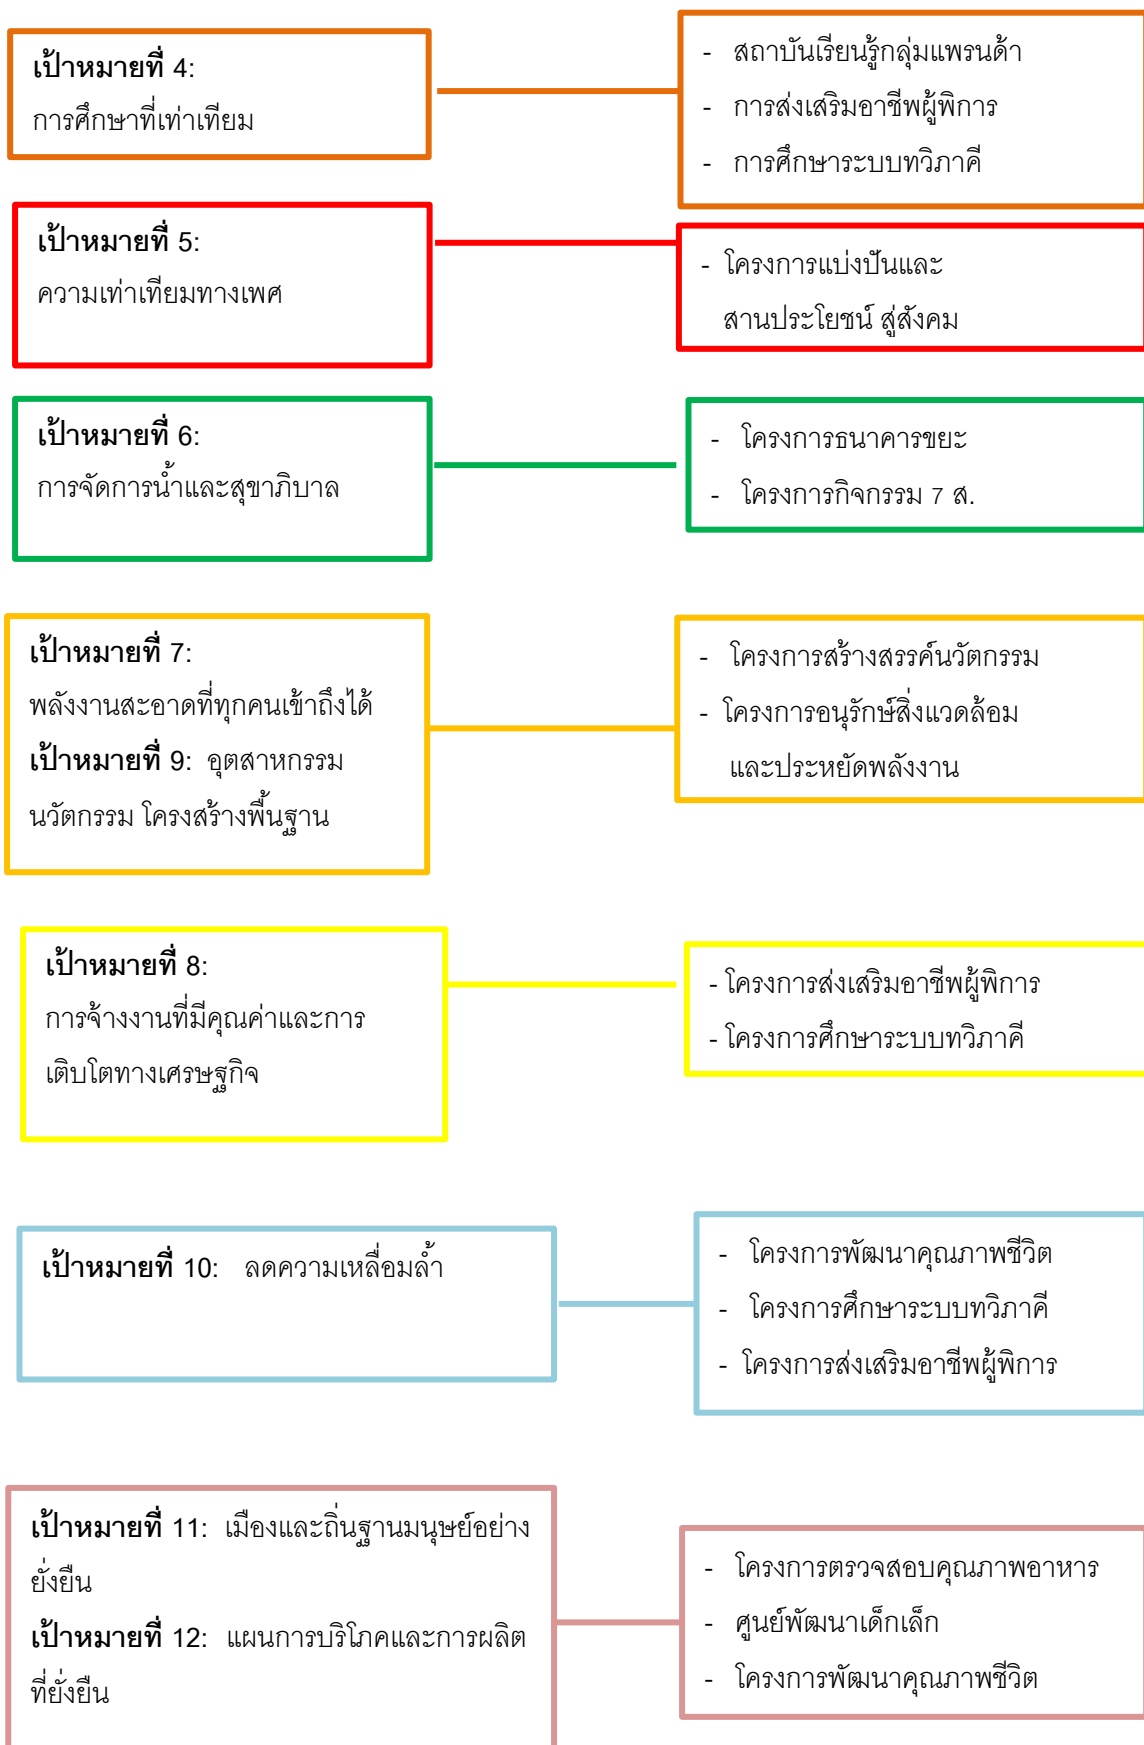 เป้าหมายที่ 4:
การศึกษาที่เท่าเทียม
- สถาบันเรียนรู้กลุ่มแพรนด้า
- การส่งเสริมอาชีพผู้พิการ
- การศึกษาระบบทวิภาคี
เป้าหมายที่ 5:
ความเท่าเทียมทางเพศ
- โครงการแบ่งปันและ
สานประโยชน์ สู่สังคม
เป้าหมายที่ 6:
การจัดการน้ำและสุขาภิบาล
- โครงการธนาคารขยะ
- โครงการกิจกรรม 7 ส.
เป้าหมายที่ 7:
พลังงานสะอาดที่ทุกคนเข้าถึงได้
เป้าหมายที่ 9: อุตสาหกรรม
นวัตกรรม โครงสร้างพื้นฐาน
- โครงการสร้างสรรค์นวัตกรรม
- โครงการอนุรักษ์สิ่งแวดล้อม
และประหยัดพลังงาน
เป้าหมายที่ 8:
การจ้างงานที่มีคุณค่าและการ
เติบโตทางเศรษฐกิจ
- โครงการส่งเสริมอาชีพผู้พิการ
- โครงการศึกษาระบบทวิภาคี
เป้าหมายที่ 10: ลดความเหลื่อมล้ำ
- โครงการพัฒนาคุณภาพชีวิต
- โครงการศึกษาระบบทวิภาคี
- โครงการส่งเสริมอาชีพผู้พิการ
เป้าหมายที่ 11: เมืองและถิ่นฐานมนุษย์อย่าง
ยั่งยืน
เป้าหมายที่ 12: แผนการบริโภคและการผลิต
ที่ยั่งยืน
- โครงการตรวจสอบคุณภาพอาหาร
- ศูนย์พัฒนาเด็กเล็ก
- โครงการพัฒนาคุณภาพชีวิต